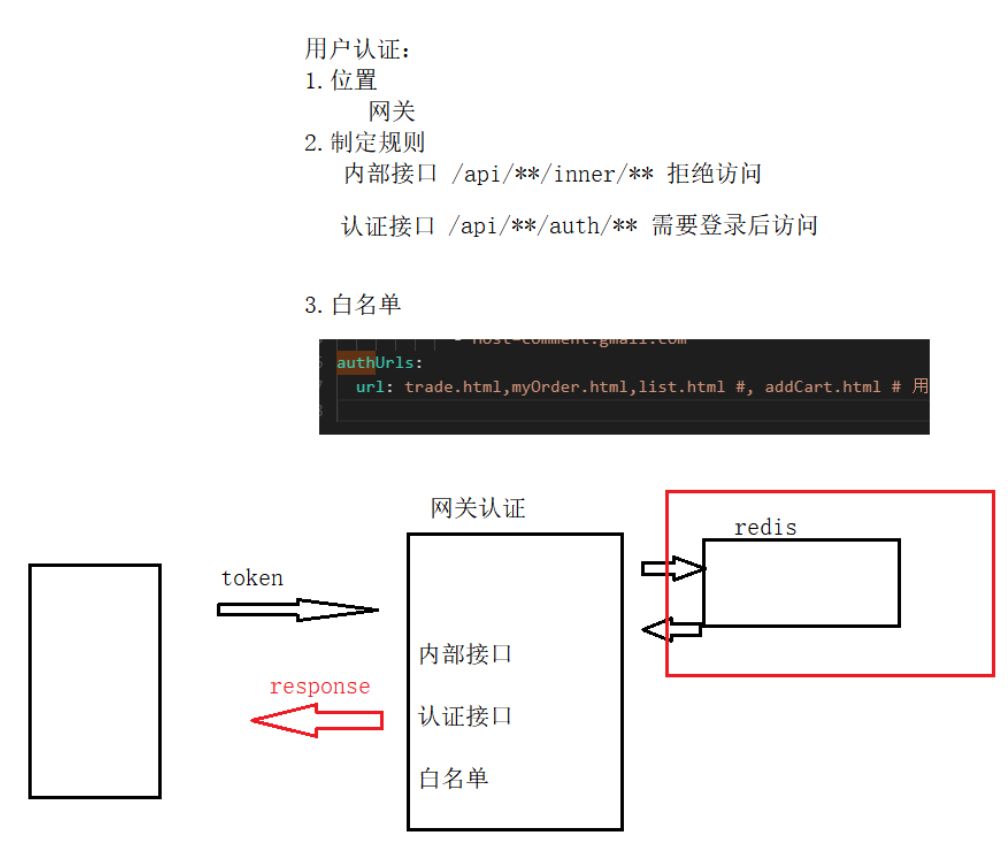 用户认证：
1. 位置
网关
2. 制定规则
内部接口 /api/**/inner/** 拒绝访问
认证接口 /api/**/auth/** 需要登录后访问
3. 白名单
authUrls:
url: trade.html,myOrder.html,list.html #, addCart.html # 用
网关认证
redis
token
内部接口
response
认证接口
白名单